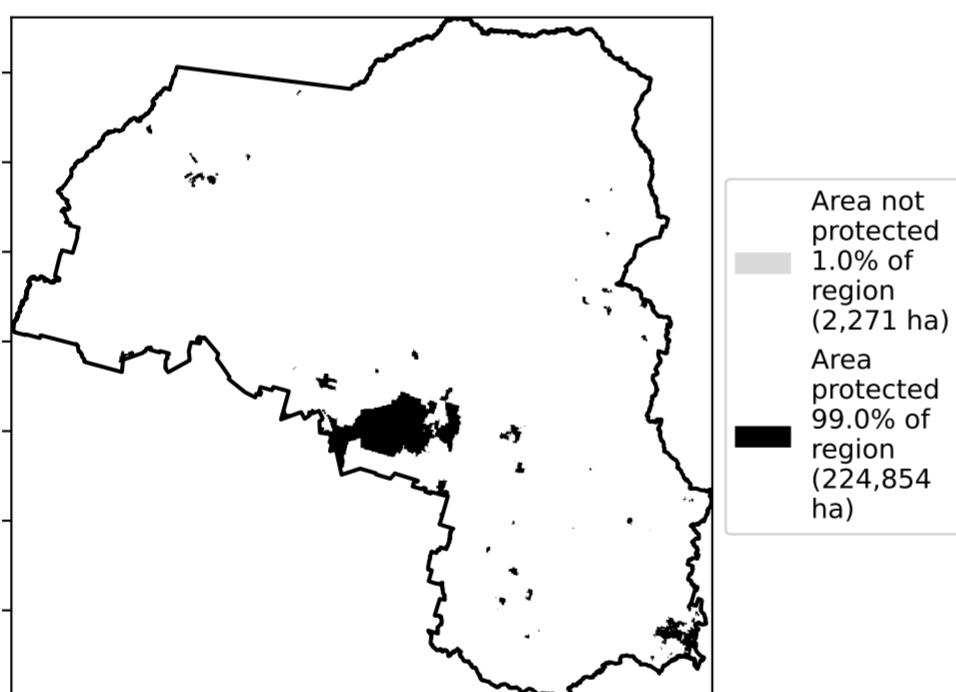 Area not
protected
1.0% of
region
(2,271 ha)
Area
protected
99.0% of
region
(224,854
ha)